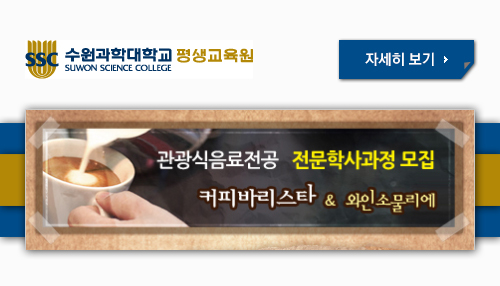 SSC 수원과학대학교 평생교육원
SUWON SCIENCE COLLEGE
자세히 보기
관광식음료전공 전문학사과정 모집
커피바리스타 & 와인소믈리에